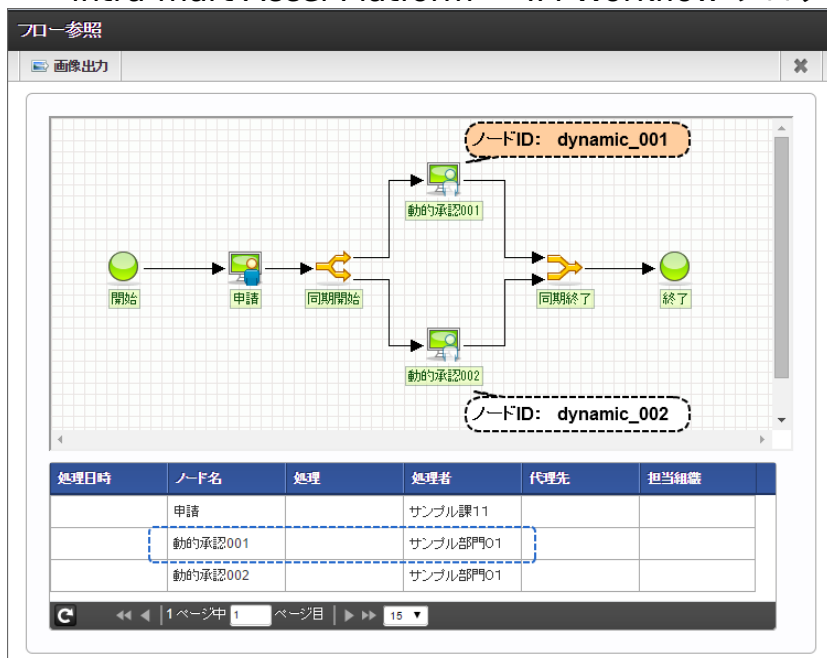 フロー参照
画像出力
ノードID: dynamic_001
動的承認001
開始
申請
同期開始
同期終了
終了
動的承認002
ノードID: dynamic_002
処理日時 ノード名 処理 処理者 代理先 担当組織
申請 サンプル課11
動的承認001 サンプル部門01
動的承認002 サンプル部門01
1 ページ中 1 ページ目 15